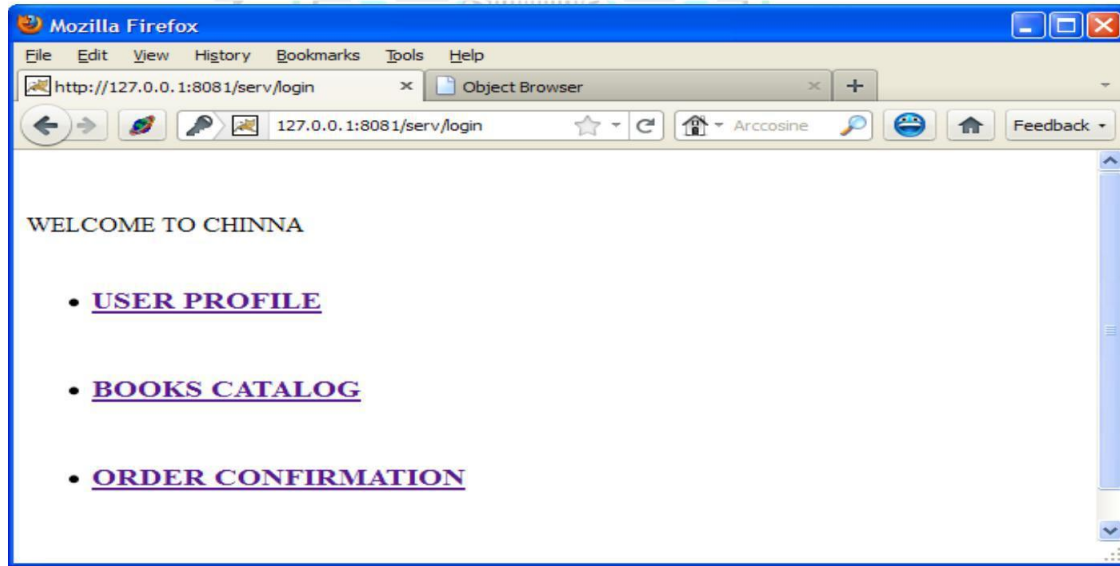 Mozilla Firefox
File Edit View History Bookmarks Tools Help
http://127.0.0.1:8081/serv/login Object Browser
127.0.0.1:8081/serv/login Arccosine Feedback
WELCOME TO CHINNA
USER PROFILE
BOOKS CATALOG
ORDER CONFIRMATION